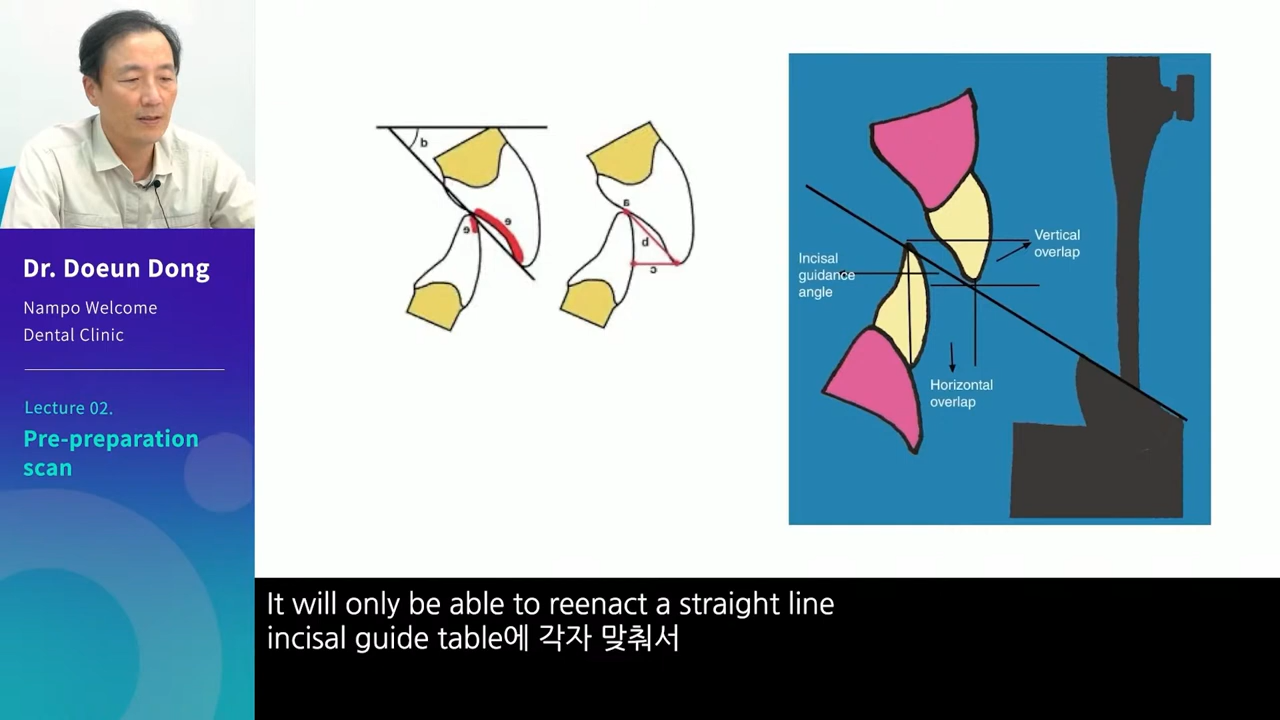 Dr. Doeun Dong
Nampo Welcome
Dental Clinic
Lecture 02.
Pre-preparation
scan
b
e
e
a
d
c
Incisal
guidance
angle
Vertical
overlap
Horizontal
overlap
It will only be able to reenact a straight line
incisal guide table에 각자 맞춰서